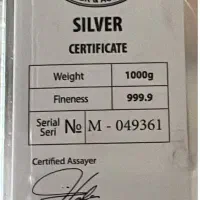 SILVER
CERTIFICATE
Weight 1000g
Fineness 999.9
Serial
Seri № M - 049361
Certified Assayer